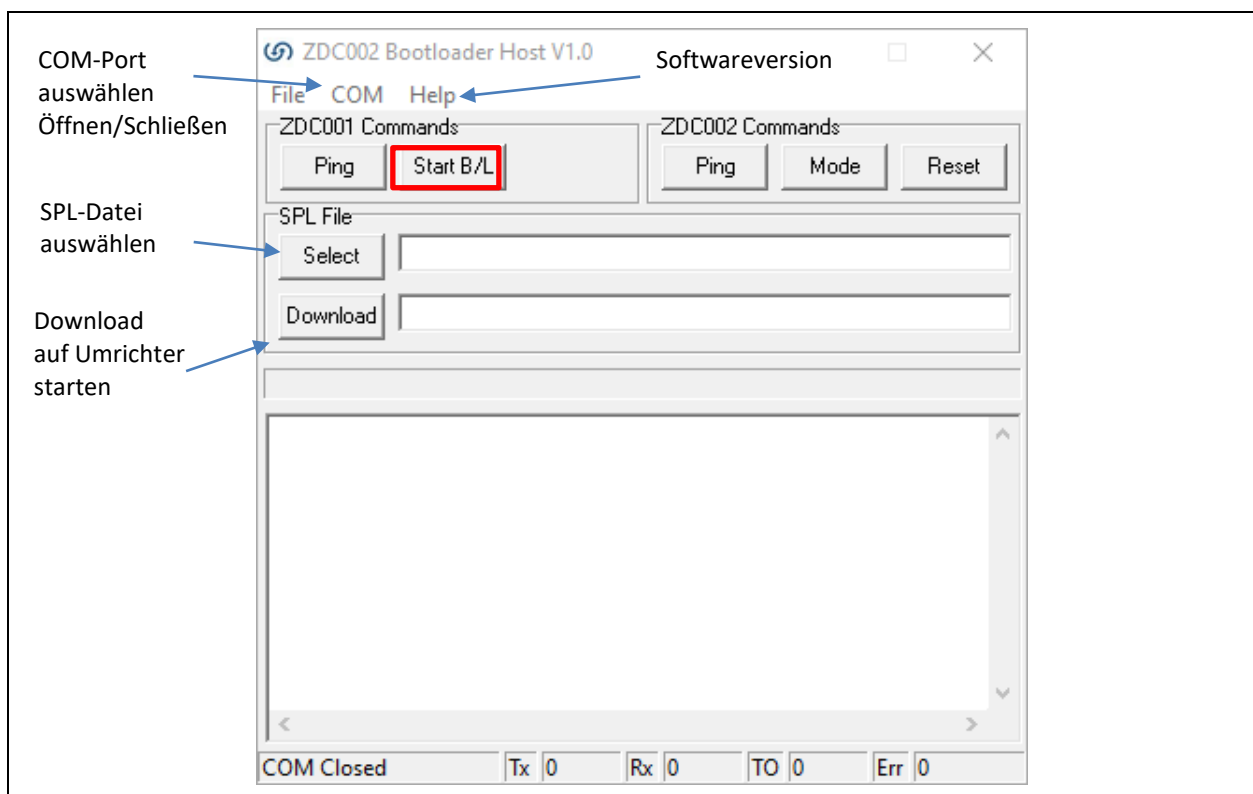 COM-Port
auswählen
Öffnen/Schließen
ZDC002 Bootloader Host V1.0
Softwareversion
File COM Help
ZDC001 Commands
Ping Start B/L
ZDC002 Commands
Ping Mode Reset
SPL-Datei
auswählen
SPL File
Select
Download
Download
auf Umrichter
starten
COM Closed Tx 0 Rx 0 TO 0 Err 0